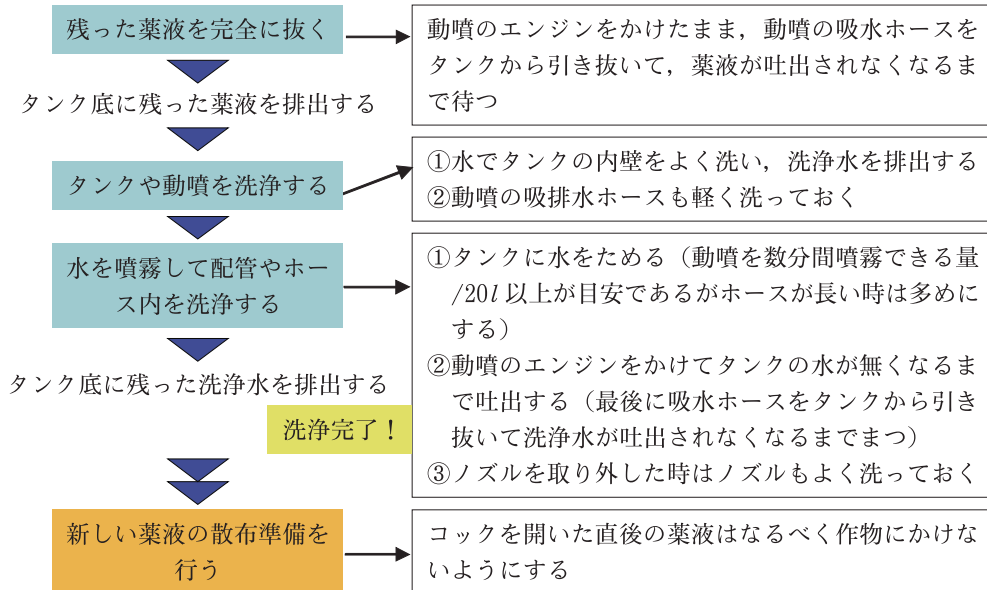 残った薬液を完全に抜く
動噴のエンジンをかけたまま，動噴の吸水ホースを
タンクから引き抜いて，薬液が吐出されなくなるま
で待つ
タンク底に残った薬液を排出する
タンクや動噴を洗浄する
①水でタンクの内壁をよく洗い，洗浄水を排出する
②動噴の吸排水ホースも軽く洗っておく
水を噴霧して配管やホー
ス内を洗浄する
①タンクに水をためる（動噴を数分間噴霧できる量
/20l 以上が目安であるがホースが長い時は多めに
する）
②動噴のエンジンをかけてタンクの水が無くなるま
で吐出する（最後に吸水ホースをタンクから引き
抜いて洗浄水が吐出されなくなるまでまつ）
③ノズルを取り外した時はノズルもよく洗っておく
タンク底に残った洗浄水を排出する
洗浄完了！
新しい薬液の散布準備を
行う
コックを開いた直後の薬液はなるべく作物にかけな
いようにする